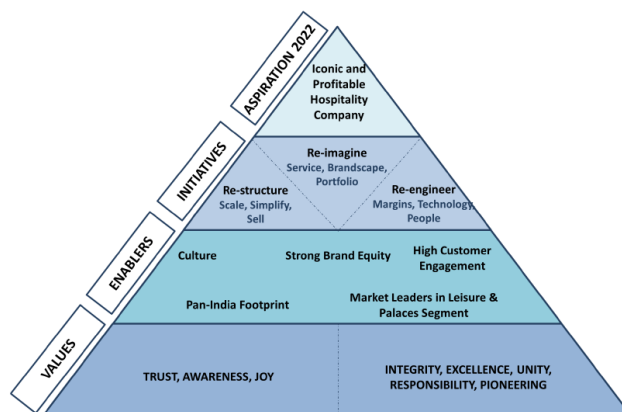 ASPIRATION 2022
Iconic and
Profitable
Hospitality
Company
INITIATIVES
Re-imagine
Service, Brandscape,
Portfolio
Re-structure
Scale, Simplify,
Sell
Re-engineer
Margins, Technology,
People
ENABLERS
Culture
Strong Brand Equity
High Customer
Engagement
Pan-India Footprint
Market Leaders in Leisure &
Palaces Segment
VALUES
TRUST, AWARENESS, JOY
INTEGRITY, EXCELLENCE, UNITY,
RESPONSIBILITY, PIONEERING